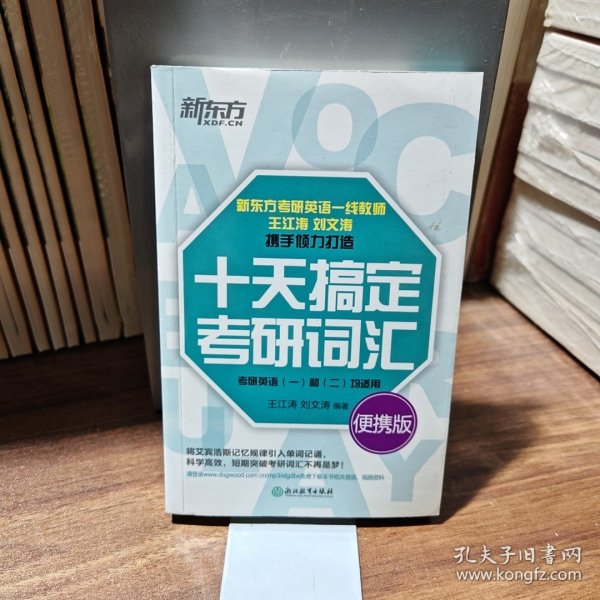 新东方
XDF.CN
VOC
新东方考研英语一线教师
王江涛 刘文涛
携手倾力打造
十天搞定
考研词汇
考研英语（一）和（二）均适用
王江涛 刘文涛 编著
便携版
将艾宾浩斯记忆规律引入单词记诵，
科学高效，短期突破考研词汇不再是梦！
浙江教育出版社
孔夫子旧书网
www.kongfz.com